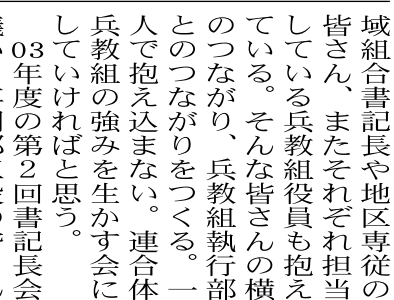 域組合書記長や地区専従の
皆さん、またそれぞれ担当
している兵教組役員も抱え
ている。そんな皆さんの横
のつながり、兵教組執行部
とのつながりをつくる。一
人で抱え込まない。連合体
兵教組の強みを生かす会に
していければと思う。
03年度の第2回書記長会